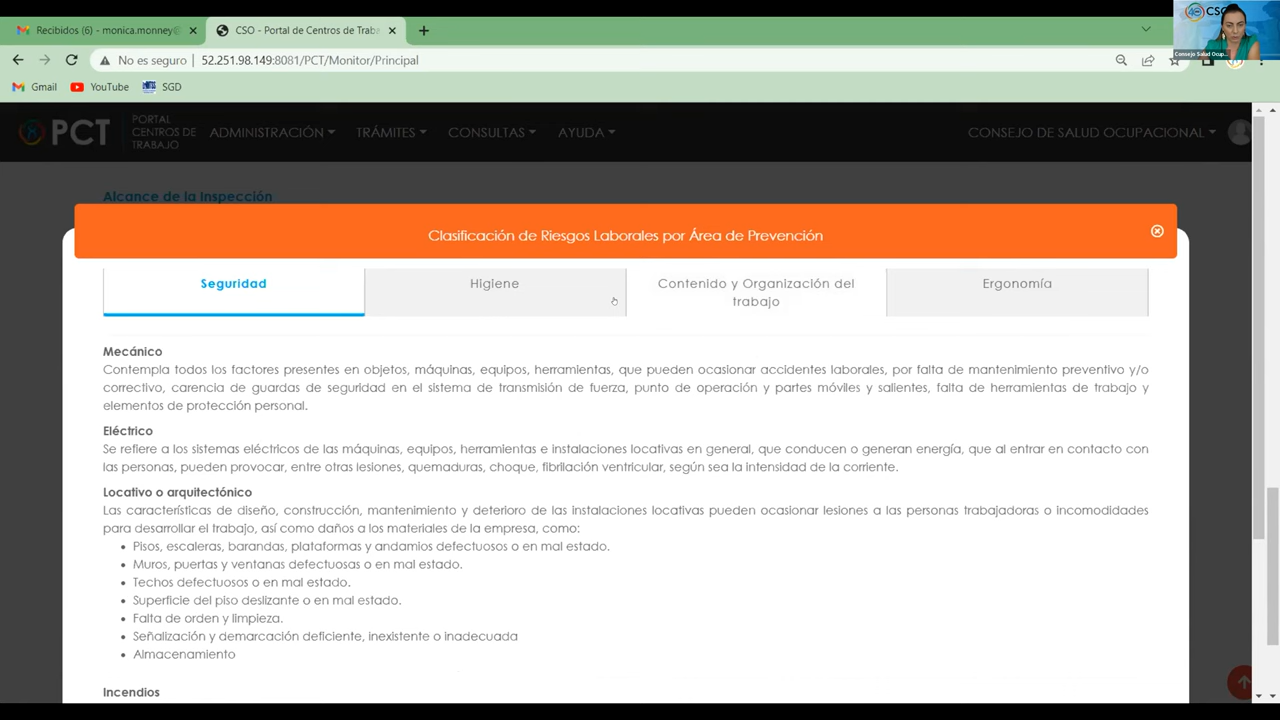 Recibidos (6) - monica.monney@
CSO - Portal de Centros de Traba
CSO
Consejo Salud Ocup...
No es seguro
52.251.98.149:8081/PCT/Monitor/Principal
Gmail
YouTube
SGD
PCT
PORTAL
CENTROS DE
TRABAJO
ADMINISTRACIÓN
TRÁMITES
CONSULTAS
AYUDA
CONSEJO DE SALUD OCUPACIONAL
Alcance de la Inspección
Clasificación de Riesgos Laborales por Área de Prevención
Seguridad
Higiene
Contenido y Organización del
trabajo
Ergonomía
Mecánico
Contempla todos los factores presentes en objetos, máquinas, equipos, herramientas, que pueden ocasionar accidentes laborales, por falta de mantenimiento preventivo y/o
correctivo, carencia de guardas de seguridad en el sistema de transmisión de fuerza, punto de operación y partes móviles y salientes, falta de herramientas de trabajo y
elementos de protección personal.
Eléctrico
Se refiere a los sistemas eléctricos de las máquinas, equipos, herramientas e instalaciones locativas en general, que conducen o generan energía, que al entrar en contacto con
las personas, pueden provocar, entre otras lesiones, quemaduras, choque, fibrilación ventricular, según sea la intensidad de la corriente.
Locativo o arquitectónico
Las características de diseño, construcción, mantenimiento y deterioro de las instalaciones locativas pueden ocasionar lesiones a las personas trabajadoras o incomodidades
para desarrollar el trabajo, así como daños a los materiales de la empresa, como:
• Pisos, escaleras, barandas, plataformas y andamios defectuosos o en mal estado.
• Muros, puertas y ventanas defectuosas o en mal estado.
• Techos defectuosos o en mal estado.
• Superficie del piso deslizante o en mal estado.
• Falta de orden y limpieza.
• Señalización y demarcación deficiente, inexistente o inadecuada
• Almacenamiento
Incendios